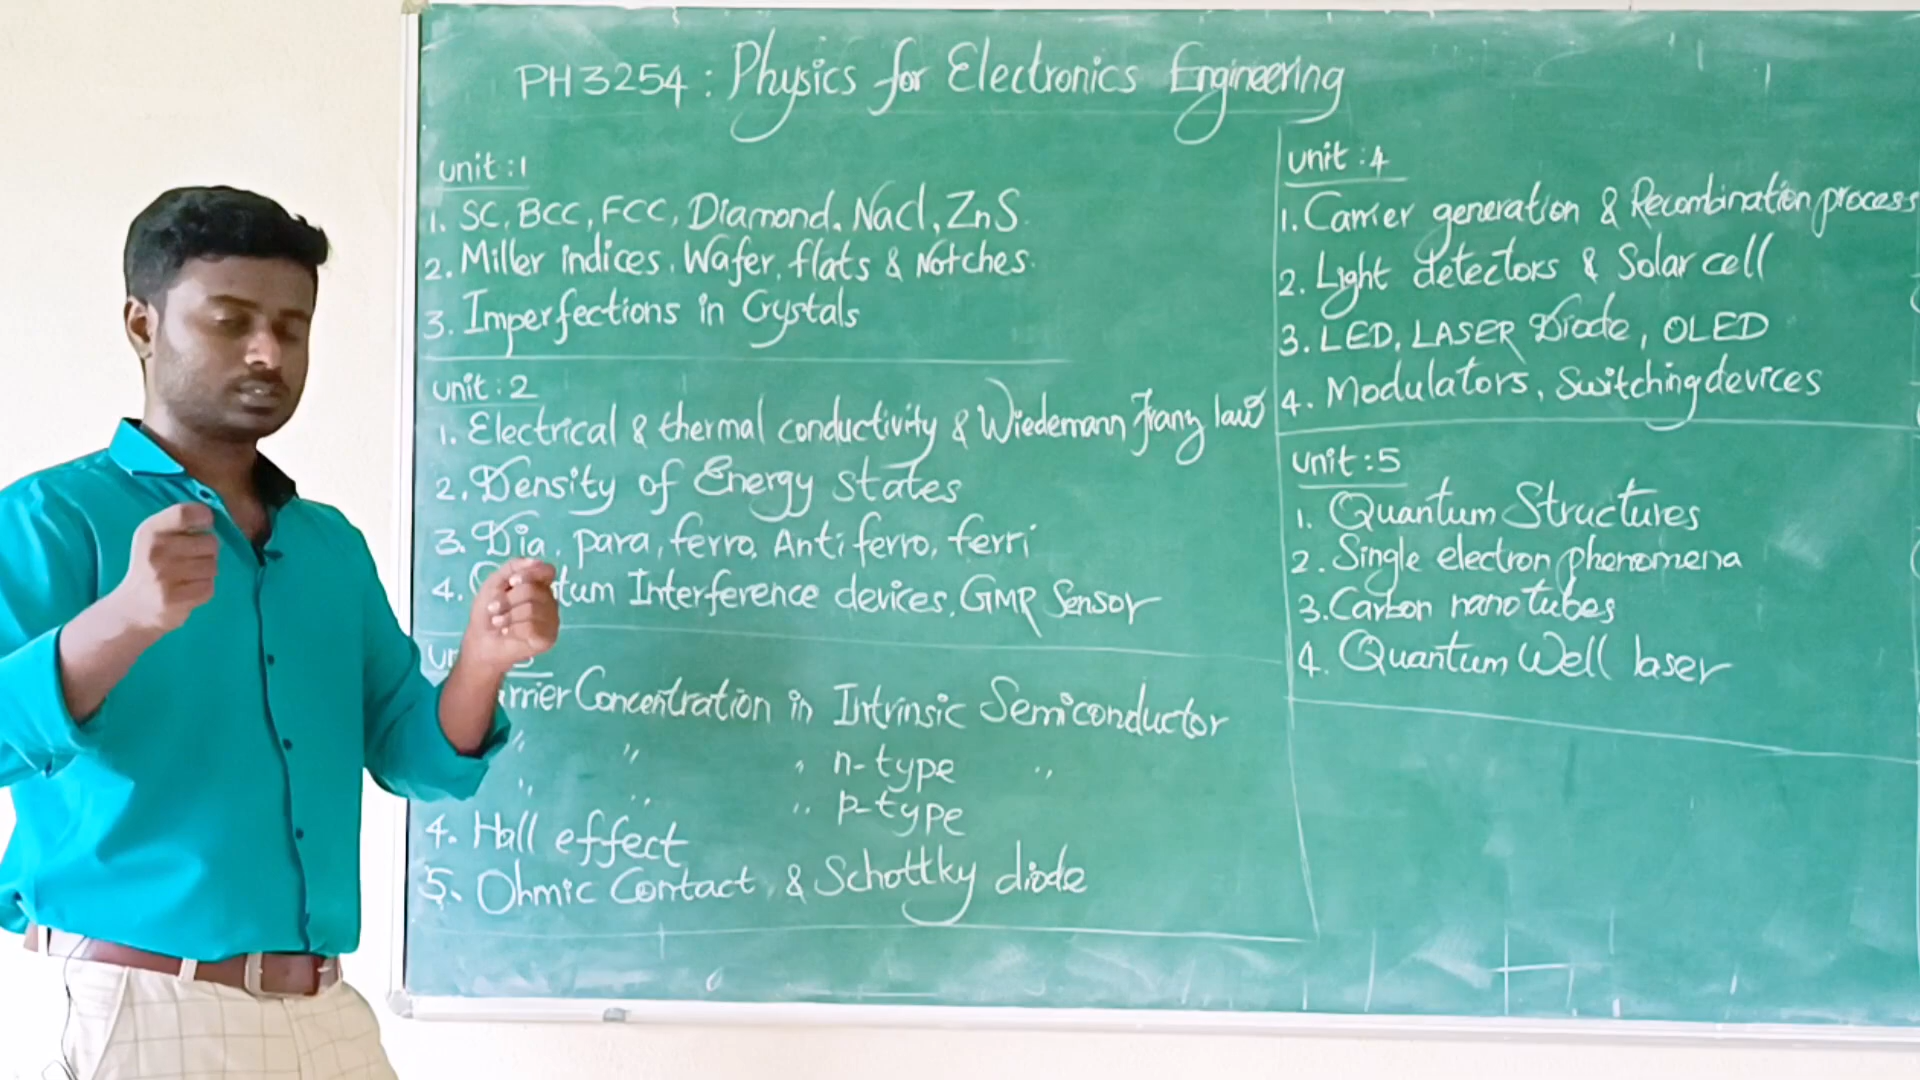 PH3254 : Physics for Electronics Engineering
unit : 1
1. SC, BCC, FCC, Diamond, Nacl, ZnS.
2. Miller indices, Wafer, flats & Notches.
3. Imperfections in Crystals
unit : 2
1. Electrical & thermal conductivity & Wiedemann Franz law
2. Density of Energy states
3. Dia, para, ferro, Anti ferro, ferri
4. tum Interference devices, GMR Sensor
rrier Concentration in Intrinsic Semiconductor
" " " n-type "
" " " p-type
4. Hall effect
5. Ohmic Contact & Schottky diode
unit : 4
1. Carrier generation & Recombination process
2. Light detectors & Solar cell
3. LED, LASER Diode, OLED
4. Modulators, Switching devices
unit : 5
1. Quantum Structures
2. Single electron phenomena
3. Carbon nano tubes
4. Quantum Well laser